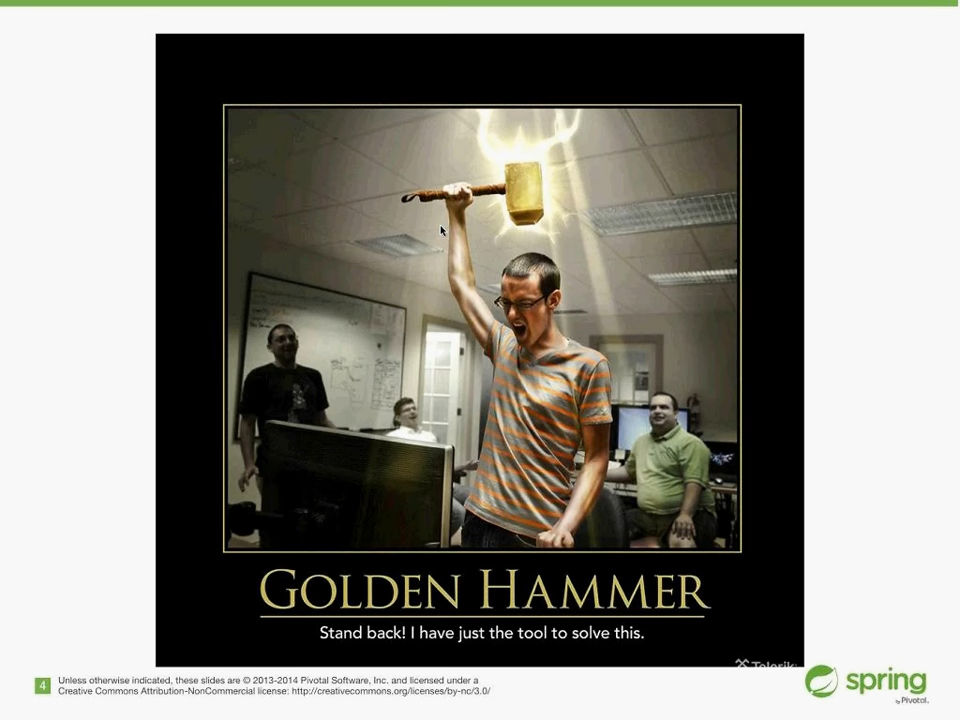 GOLDEN HAMMER
Stand back! I have just the tool to solve this.
Telerik
4
Unless otherwise indicated, these slides are © 2013-2014 Pivotal Software, Inc. and licensed under a
Creative Commons Attribution-NonCommercial license: http://creativecommons.org/licenses/by-nc/3.0/
spring
by Pivotal.